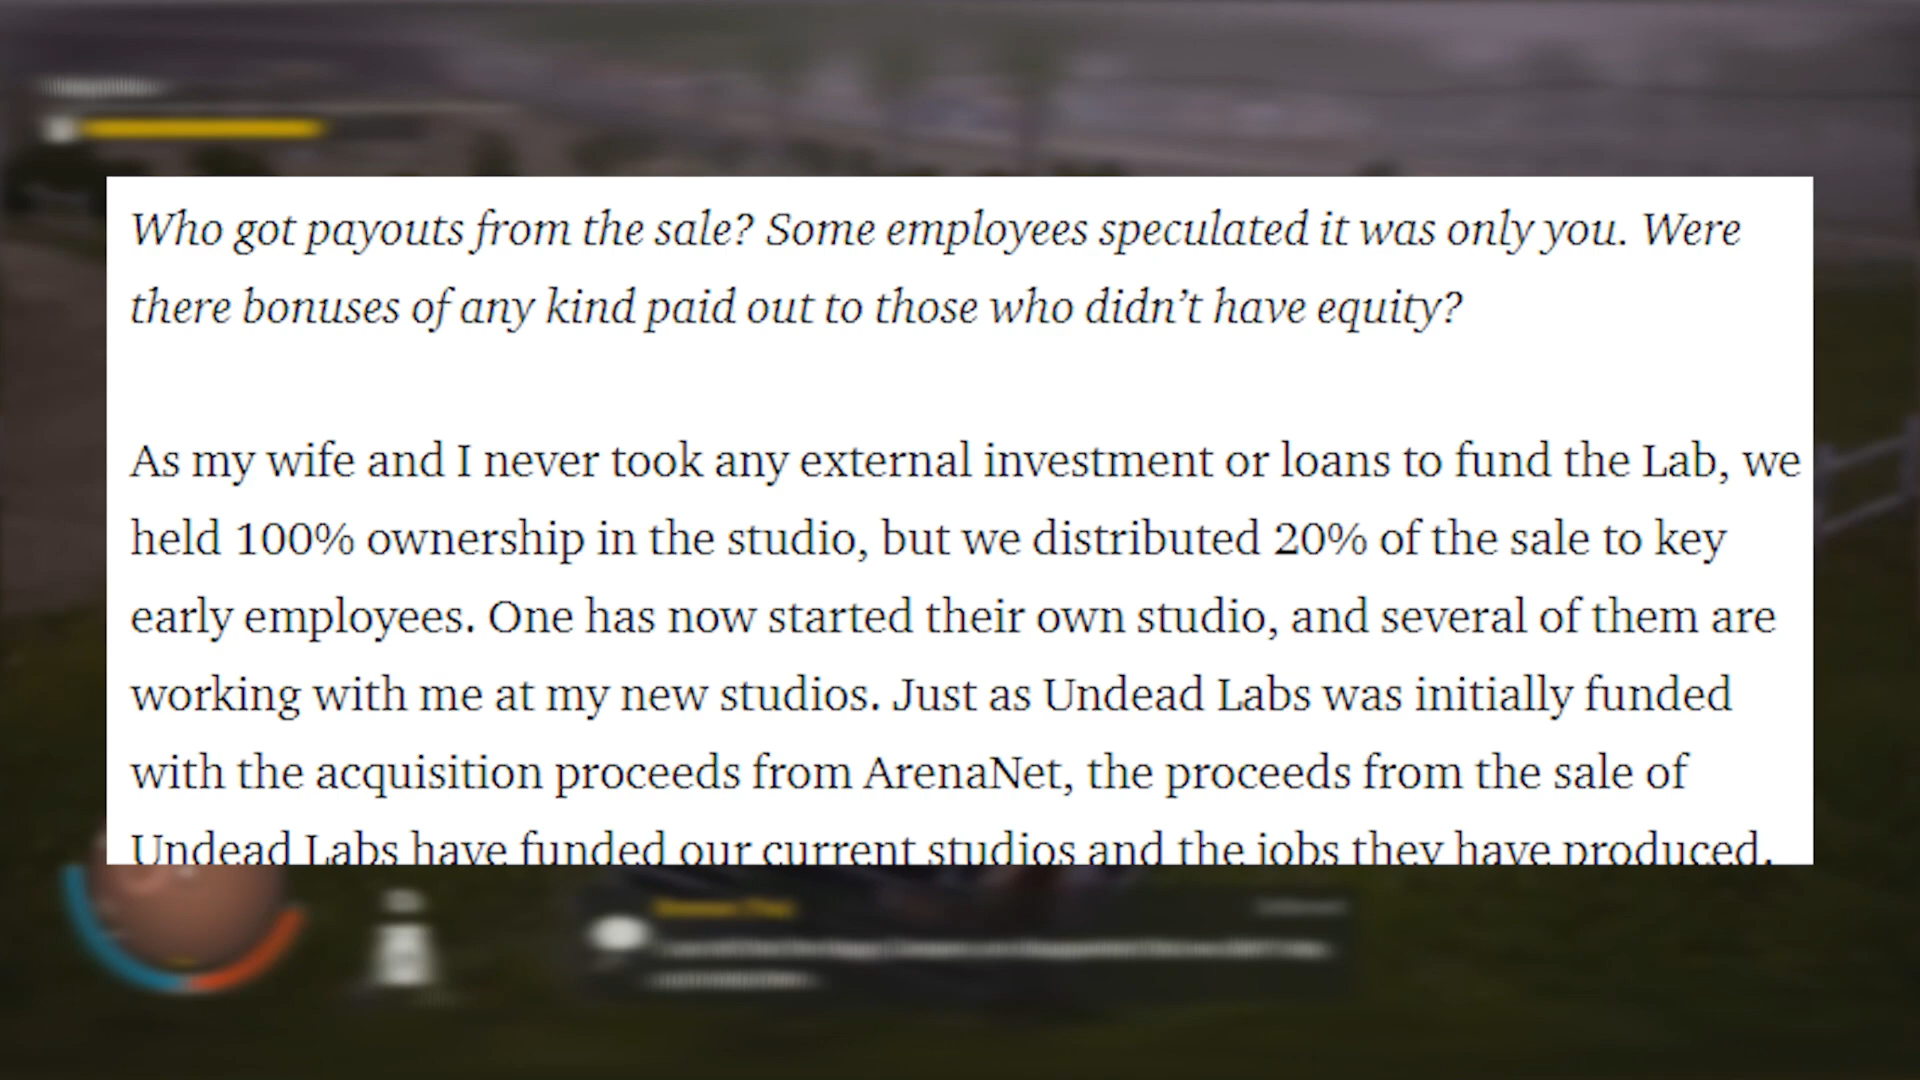 Who got payouts from the sale? Some employees speculated it was only you. Were
there bonuses of any kind paid out to those who didn’t have equity?
As my wife and I never took any external investment or loans to fund the Lab, we
held 100% ownership in the studio, but we distributed 20% of the sale to key
early employees. One has now started their own studio, and several of them are
working with me at my new studios. Just as Undead Labs was initially funded
with the acquisition proceeds from ArenaNet, the proceeds from the sale of
Undead Labs have funded our current studios and the jobs they have produced.